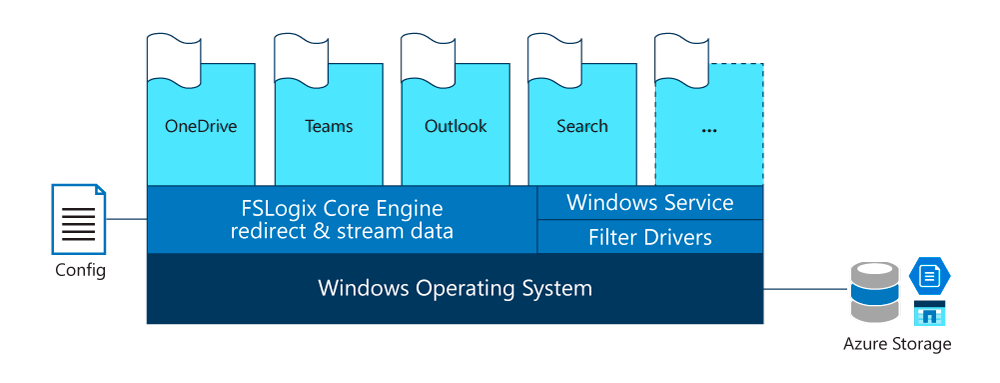 OneDrive
Teams
Outlook
Search
...
FSLogix Core Engine
redirect & stream data
Windows Service
Filter Drivers
Config
Windows Operating System
Azure Storage